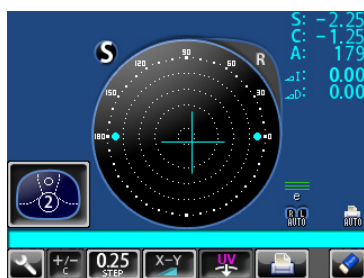 S: -2.25
C: -1.25
A: 179
⊿I: 0.00
⊿D: 0.00
S
R
90
120
60
150
30
180
0
2
e
R L
AUTO
AUTO
+/-
C
0.25
STEP
X-Y
UV